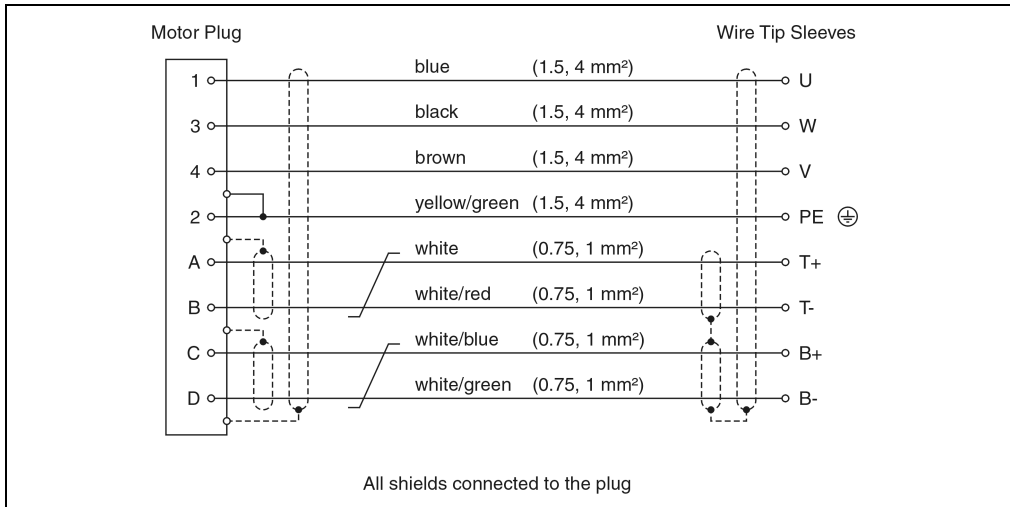 Motor Plug Wire Tip Sleeves
1 blue (1.5, 4 mm²) U
3 black (1.5, 4 mm²) W
4 brown (1.5, 4 mm²) V
2 yellow/green (1.5, 4 mm²) PE
A white (0.75, 1 mm²) T+
B white/red (0.75, 1 mm²) T-
C white/blue (0.75, 1 mm²) B+
D white/green (0.75, 1 mm²) B-
All shields connected to the plug